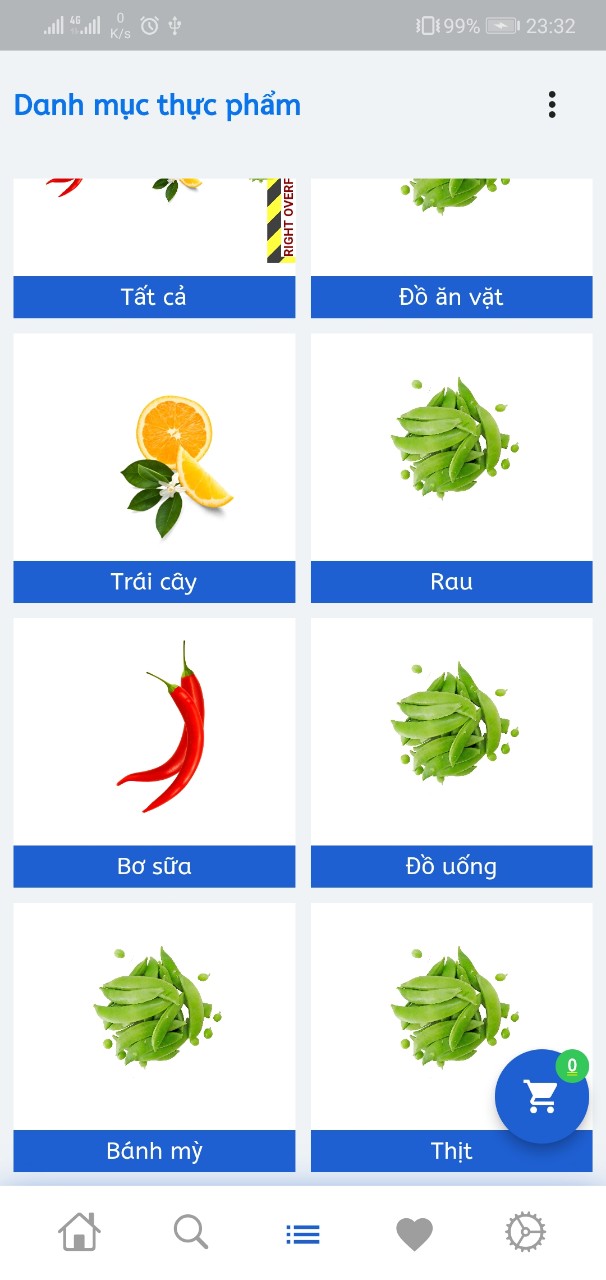 4G
0
K/s
99%
23:32
Danh mục thực phẩm
RIGHT OVERF
Tất cả
Đồ ăn vặt
Trái cây
Rau
Bơ sữa
Đồ uống
Bánh mỳ
Thịt
0